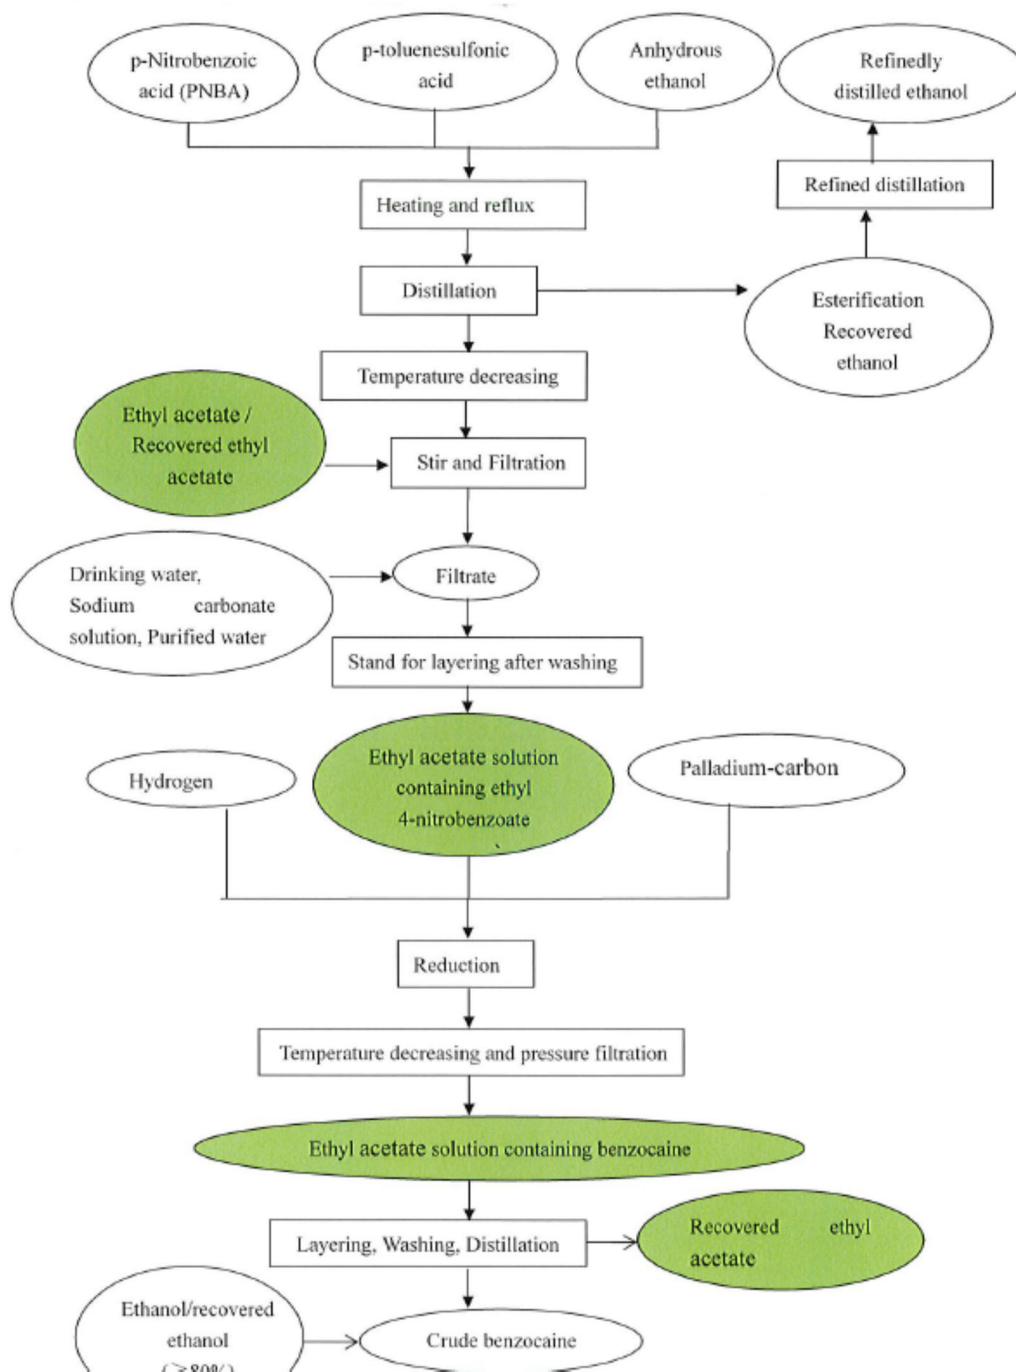 p-Nitrobenzoic
acid (PNBA)
p-toluenesulfonic
acid
Anhydrous
ethanol
Refinedly
distilled ethanol
Heating and reflux
Refined distillation
Distillation
Esterification
Recovered
ethanol
Temperature decreasing
Ethyl acetate /
Recovered ethyl
acetate
Stir and Filtration
Drinking water,
Sodium carbonate
solution, Purified water
Filtrate
Stand for layering after washing
Hydrogen
Ethyl acetate solution
containing ethyl
4-nitrobenzoate
Palladium-carbon
Reduction
Temperature decreasing and pressure filtration
Ethyl acetate solution containing benzocaine
Layering, Washing, Distillation
Recovered ethyl
acetate
Ethanol/recovered
ethanol
(≥80%)
Crude benzocaine